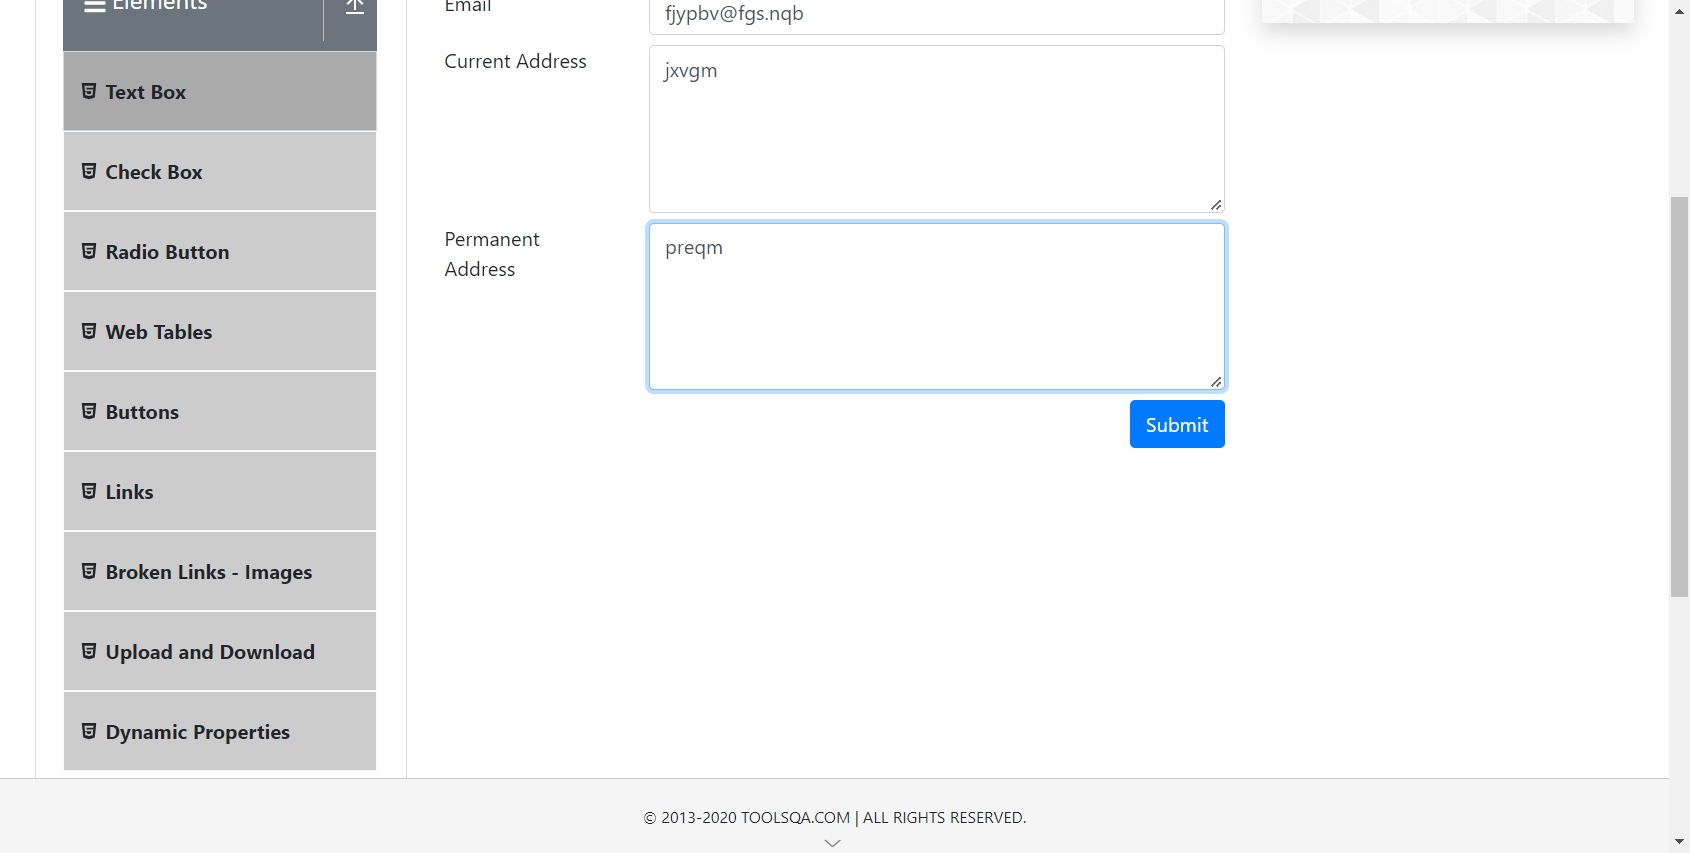 Elements
Text Box
Check Box
Radio Button
Web Tables
Buttons
Links
Broken Links - Images
Upload and Download
Dynamic Properties
Email
fjypbv@fgs.nqb
Current Address
jxvgm
Permanent
Address
preqm
Submit
© 2013-2020 TOOLSQA.COM | ALL RIGHTS RESERVED.